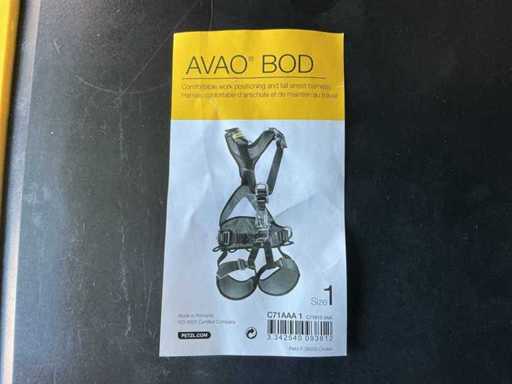 AVAO® BOD
Comfortable work positioning and fall arrest harness
Harnais confortable d'antichute et de maintien au travail
Size 1
Made in Romania
ISO 9001 Certified Company
PETZL.COM
C71AAA 1
3 342540 093812